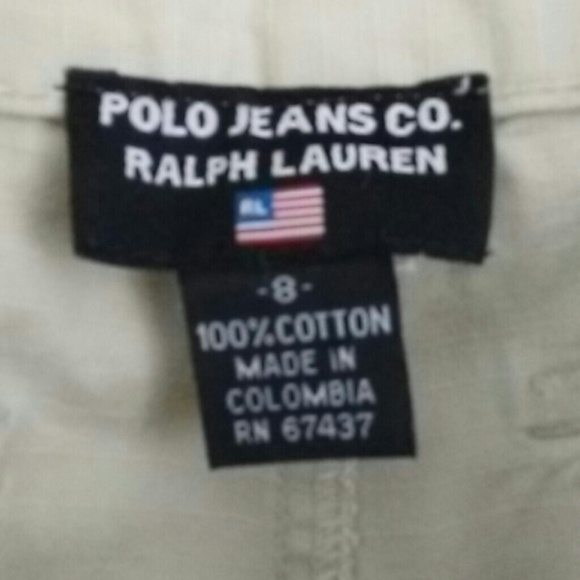 POLO JEANS CO.
RALPH LAUREN
RL
-8-
100% COTTON
MADE IN
COLOMBIA
RN 67437